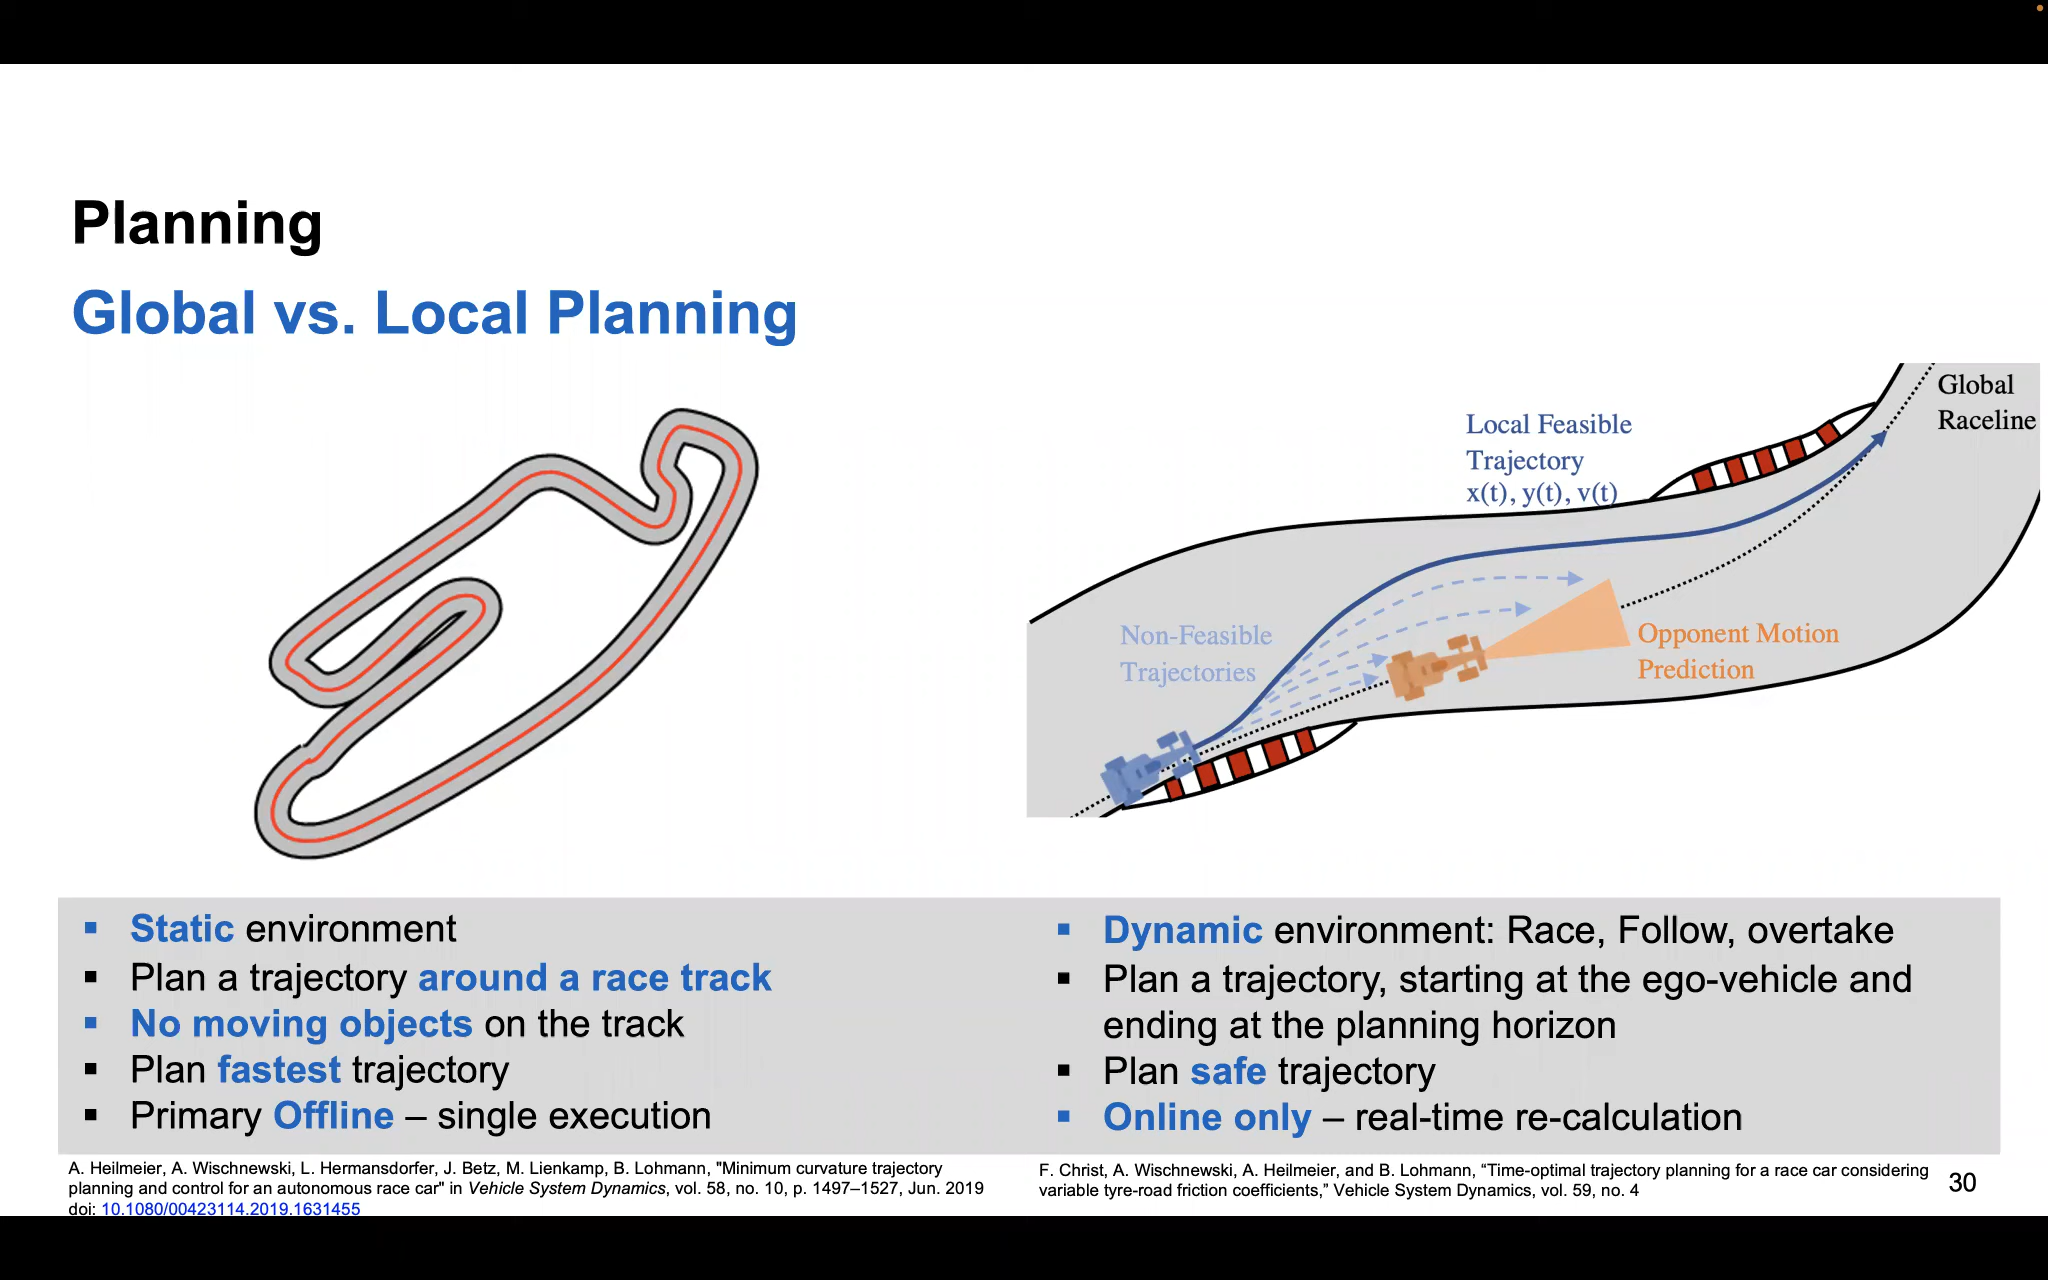 Planning
Global vs. Local Planning
Global
Raceline
Local Feasible
Trajectory
x(t), y(t), v(t)
Non-Feasible
Trajectories
Opponent Motion
Prediction
▪ Static environment
▪ Plan a trajectory around a race track
▪ No moving objects on the track
▪ Plan fastest trajectory
▪ Primary Offline – single execution
▪ Dynamic environment: Race, Follow, overtake
▪ Plan a trajectory, starting at the ego-vehicle and
ending at the planning horizon
▪ Plan safe trajectory
▪ Online only – real-time re-calculation
A. Heilmeier, A. Wischnewski, L. Hermansdorfer, J. Betz, M. Lienkamp, B. Lohmann, "Minimum curvature trajectory
planning and control for an autonomous race car" in Vehicle System Dynamics, vol. 58, no. 10, p. 1497–1527, Jun. 2019
doi: 10.1080/00423114.2019.1631455
F. Christ, A. Wischnewski, A. Heilmeier, and B. Lohmann, “Time-optimal trajectory planning for a race car considering
variable tyre-road friction coefficients,” Vehicle System Dynamics, vol. 59, no. 4
30